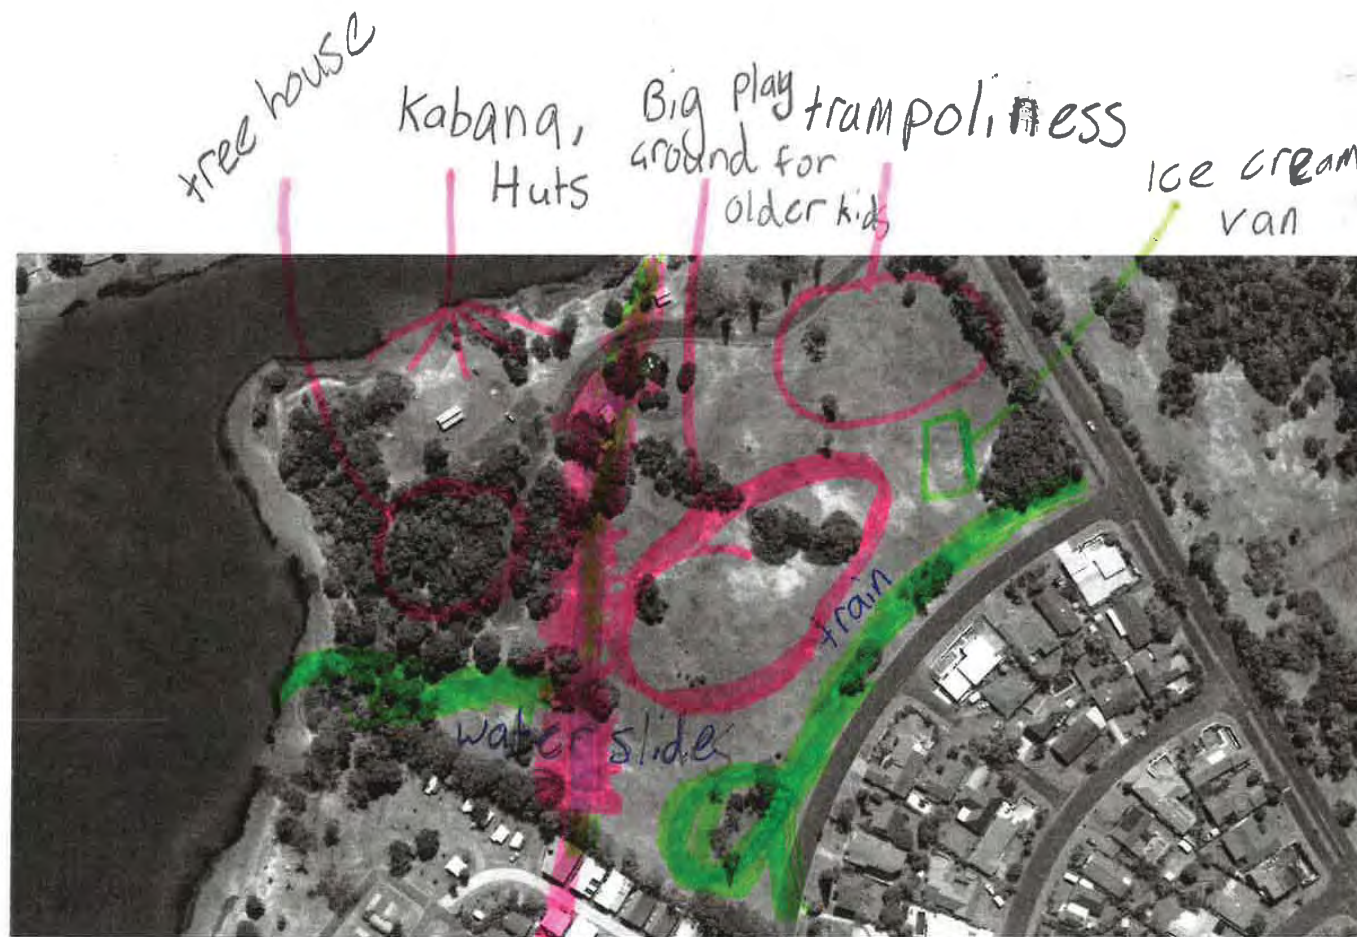 tree house
Kabana,
Huts
Big play
ground for
older kids
trampoliness
Ice cream
van
train
water slide